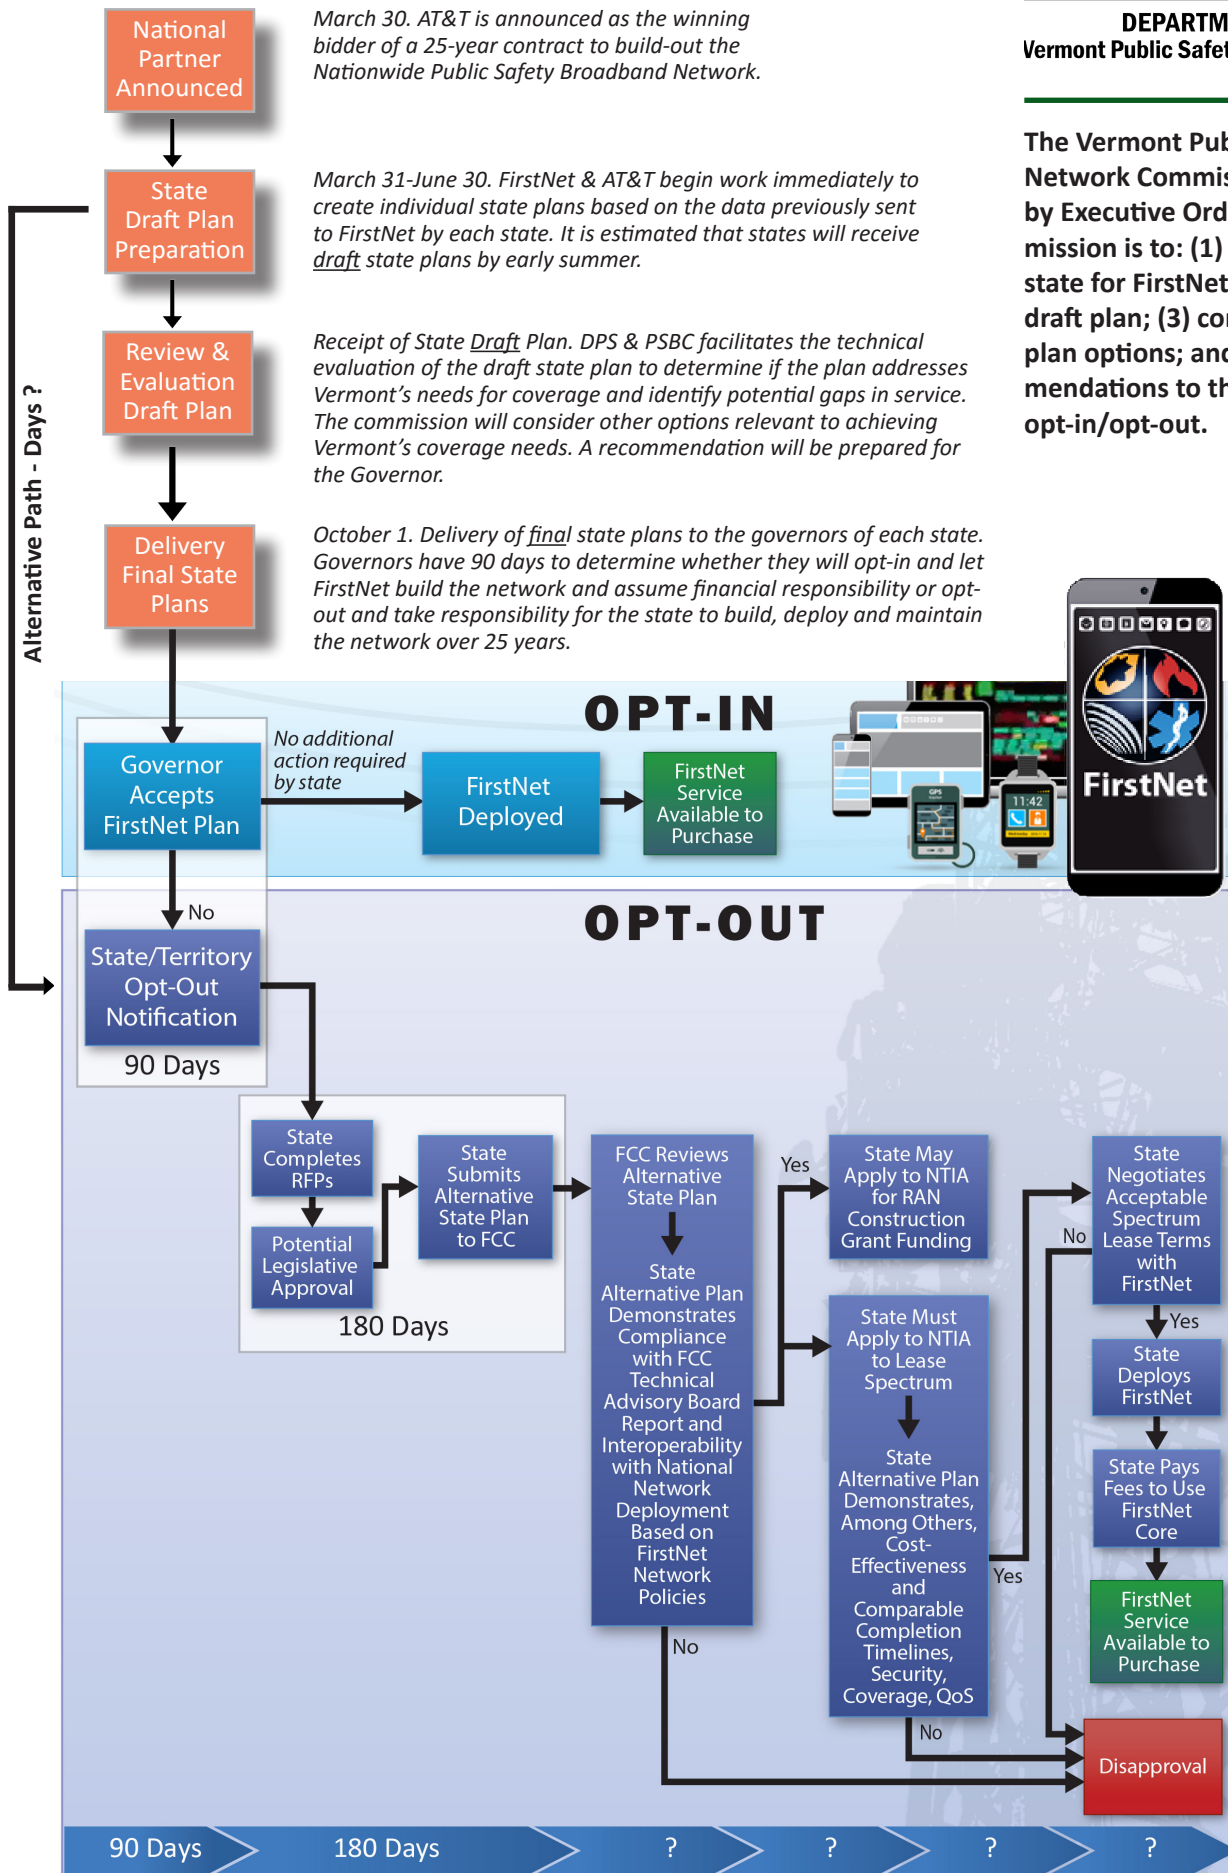 National
Partner
Announced
March 30. AT&T is announced as the winning
bidder of a 25-year contract to build-out the
Nationwide Public Safety Broadband Network.
State
Draft Plan
Preparation
March 31-June 30. FirstNet & AT&T begin work immediately to
create individual state plans based on the data previously sent
to FirstNet by each state. It is estimated that states will receive
draft state plans by early summer.
Review &
Evaluation
Draft Plan
Receipt of State Draft Plan. DPS & PSBC facilitates the technical
evaluation of the draft state plan to determine if the plan addresses
Vermont's needs for coverage and identify potential gaps in service.
The commission will consider other options relevant to achieving
Vermont's coverage needs. A recommendation will be prepared for
the Governor.
Delivery
Final State
Plans
October 1. Delivery of final state plans to the governors of each state.
Governors have 90 days to determine whether they will opt-in and let
FirstNet build the network and assume financial responsibility or opt-
out and take responsibility for the state to build, deploy and maintain
the network over 25 years.
Alternative Path - Days ?
DEPARTM
Vermont Public Safet
The Vermont Pub
Network Commis
by Executive Ord
mission is to: (1)
state for FirstNet
draft plan; (3) co
plan options; and
mendations to th
opt-in/opt-out.
OPT-IN
Governor
Accepts
FirstNet Plan
No additional
action required
by state
FirstNet
Deployed
FirstNet
Service
Available to
Purchase
GPS
11:42
FirstNet
OPT-OUT
No
State/Territory
Opt-Out
Notification
90 Days
State
Completes
RFPs
Potential
Legislative
Approval
State
Submits
Alternative
State Plan
to FCC
180 Days
FCC Reviews
Alternative
State Plan
State
Alternative Plan
Demonstrates
Compliance
with FCC
Technical
Advisory Board
Report and
Interoperability
with National
Network
Deployment
Based on
FirstNet
Network
Policies
Yes
No
State May
Apply to NTIA
for RAN
Construction
Grant Funding
State Must
Apply to NTIA
to Lease
Spectrum
State
Alternative Plan
Demonstrates,
Among Others,
Cost-
Effectiveness
and
Comparable
Completion
Timelines,
Security,
Coverage, QoS
Yes
No
State
Negotiates
Acceptable
Spectrum
Lease Terms
with
FirstNet
No
Yes
State
Deploys
FirstNet
State Pays
Fees to Use
FirstNet
Core
FirstNet
Service
Available to
Purchase
Disapproval
90 Days
180 Days
?
?
?
?